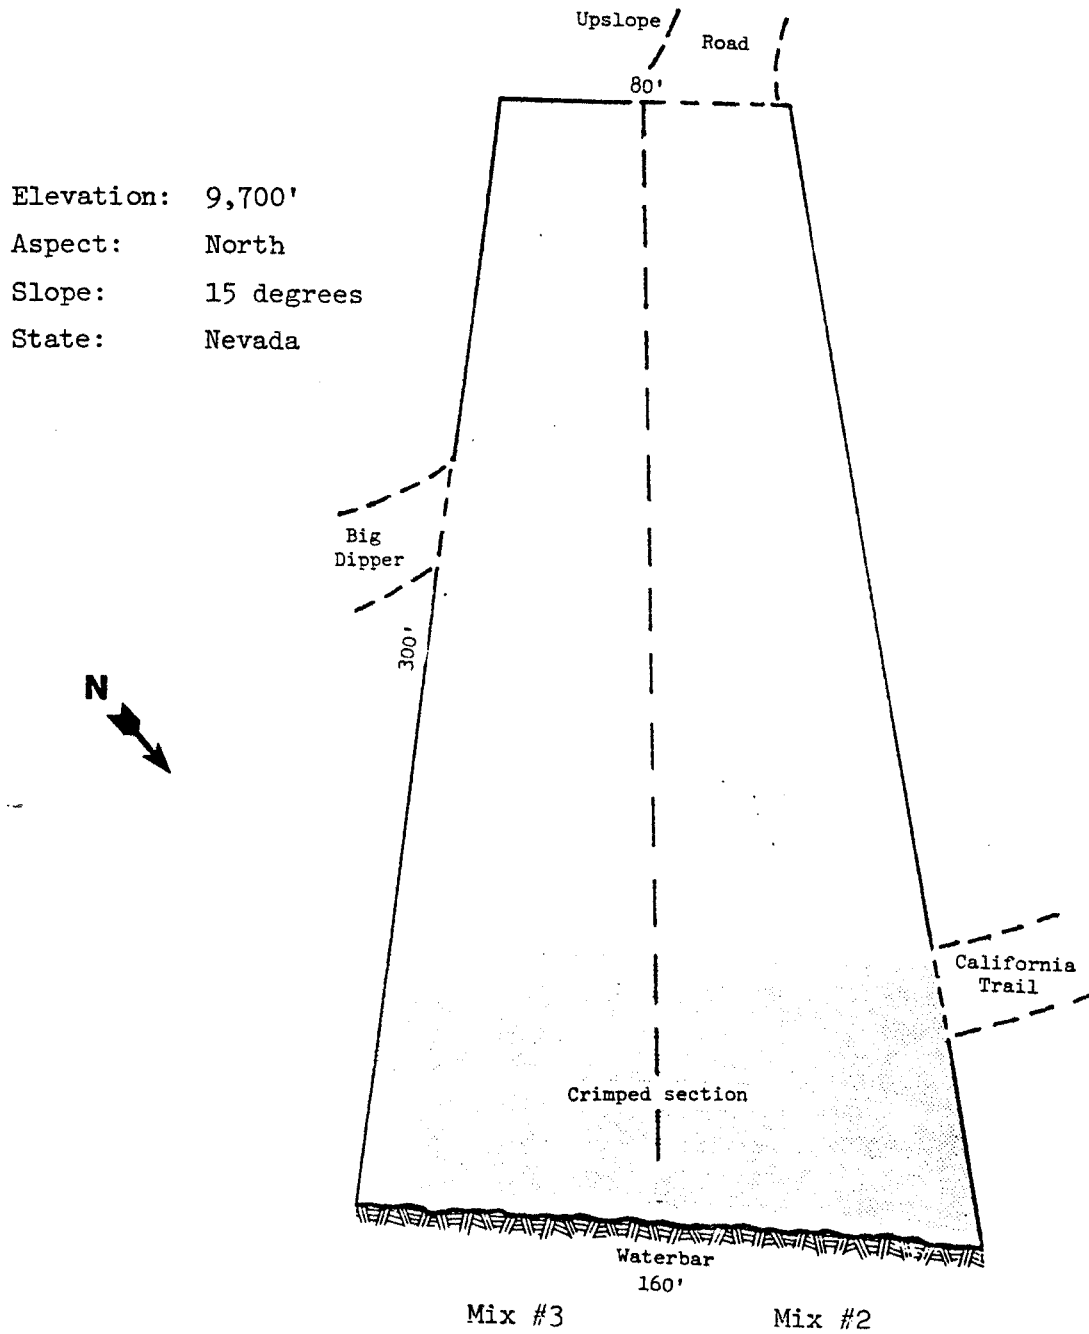 Upslope
Road
80'
Elevation: 9,700'
Aspect: North
Slope: 15 degrees
State: Nevada
Big
Dipper
300'
N
California
Trail
Crimped section
Waterbar
160'
Mix #3 Mix #2